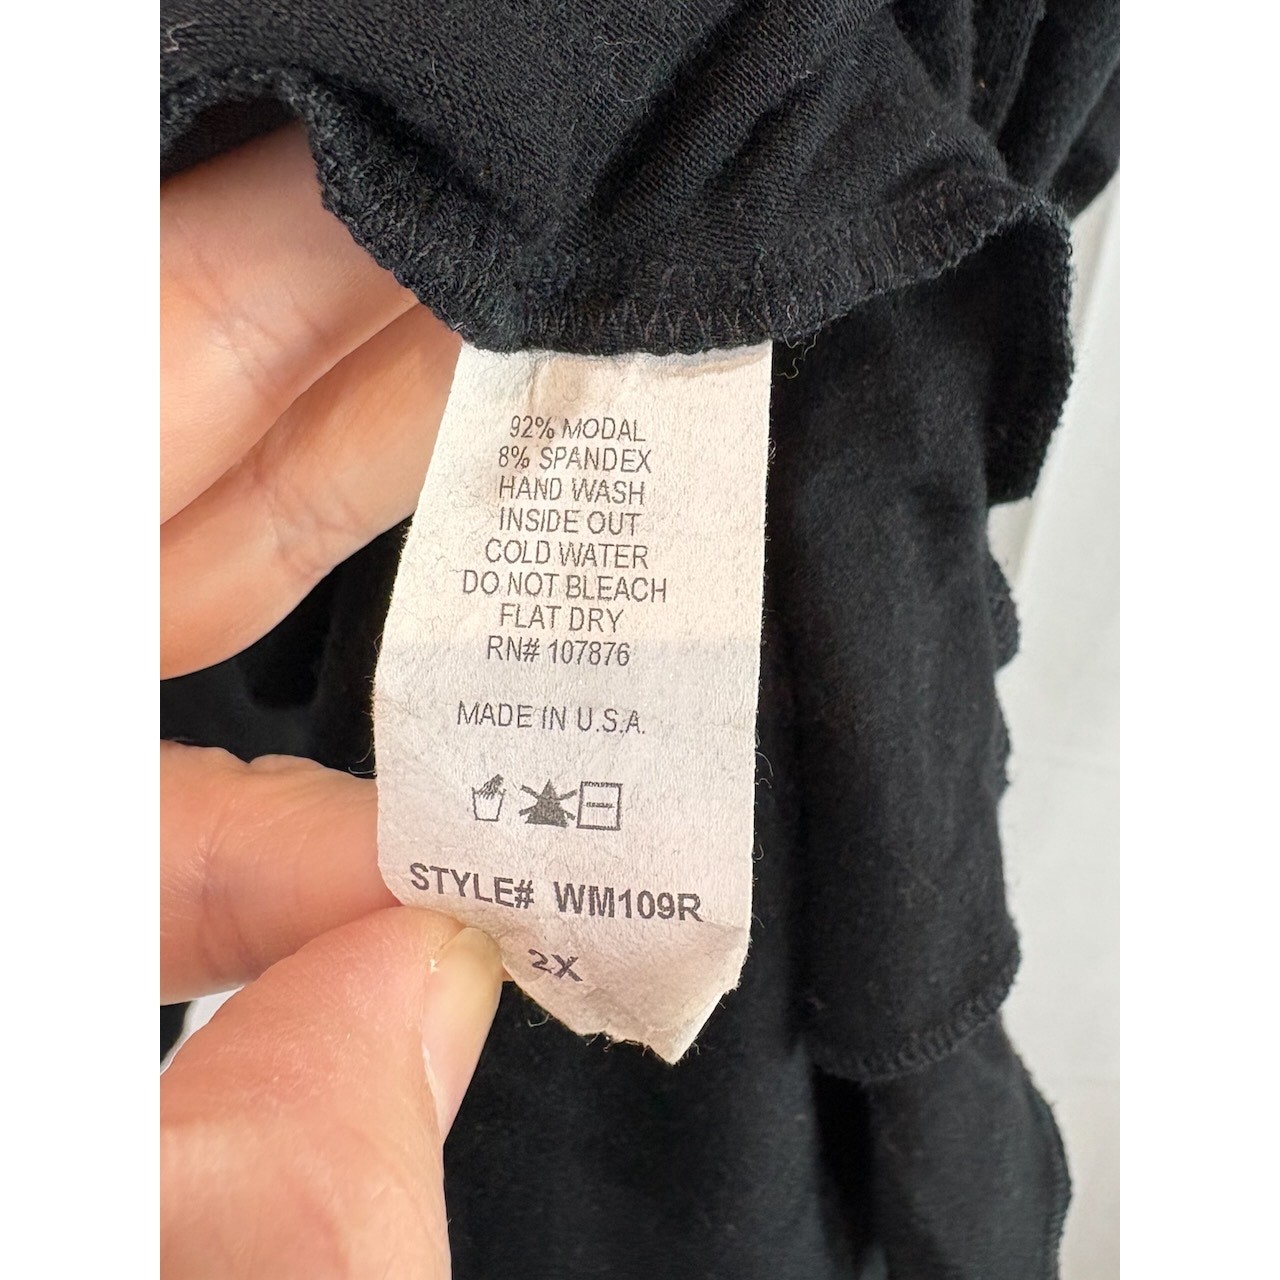 92% MODAL
8% SPANDEX
HAND WASH
INSIDE OUT
COLD WATER
DO NOT BLEACH
FLAT DRY
RN# 107876
MADE IN U.S.A.
STYLE# WM109R
2X